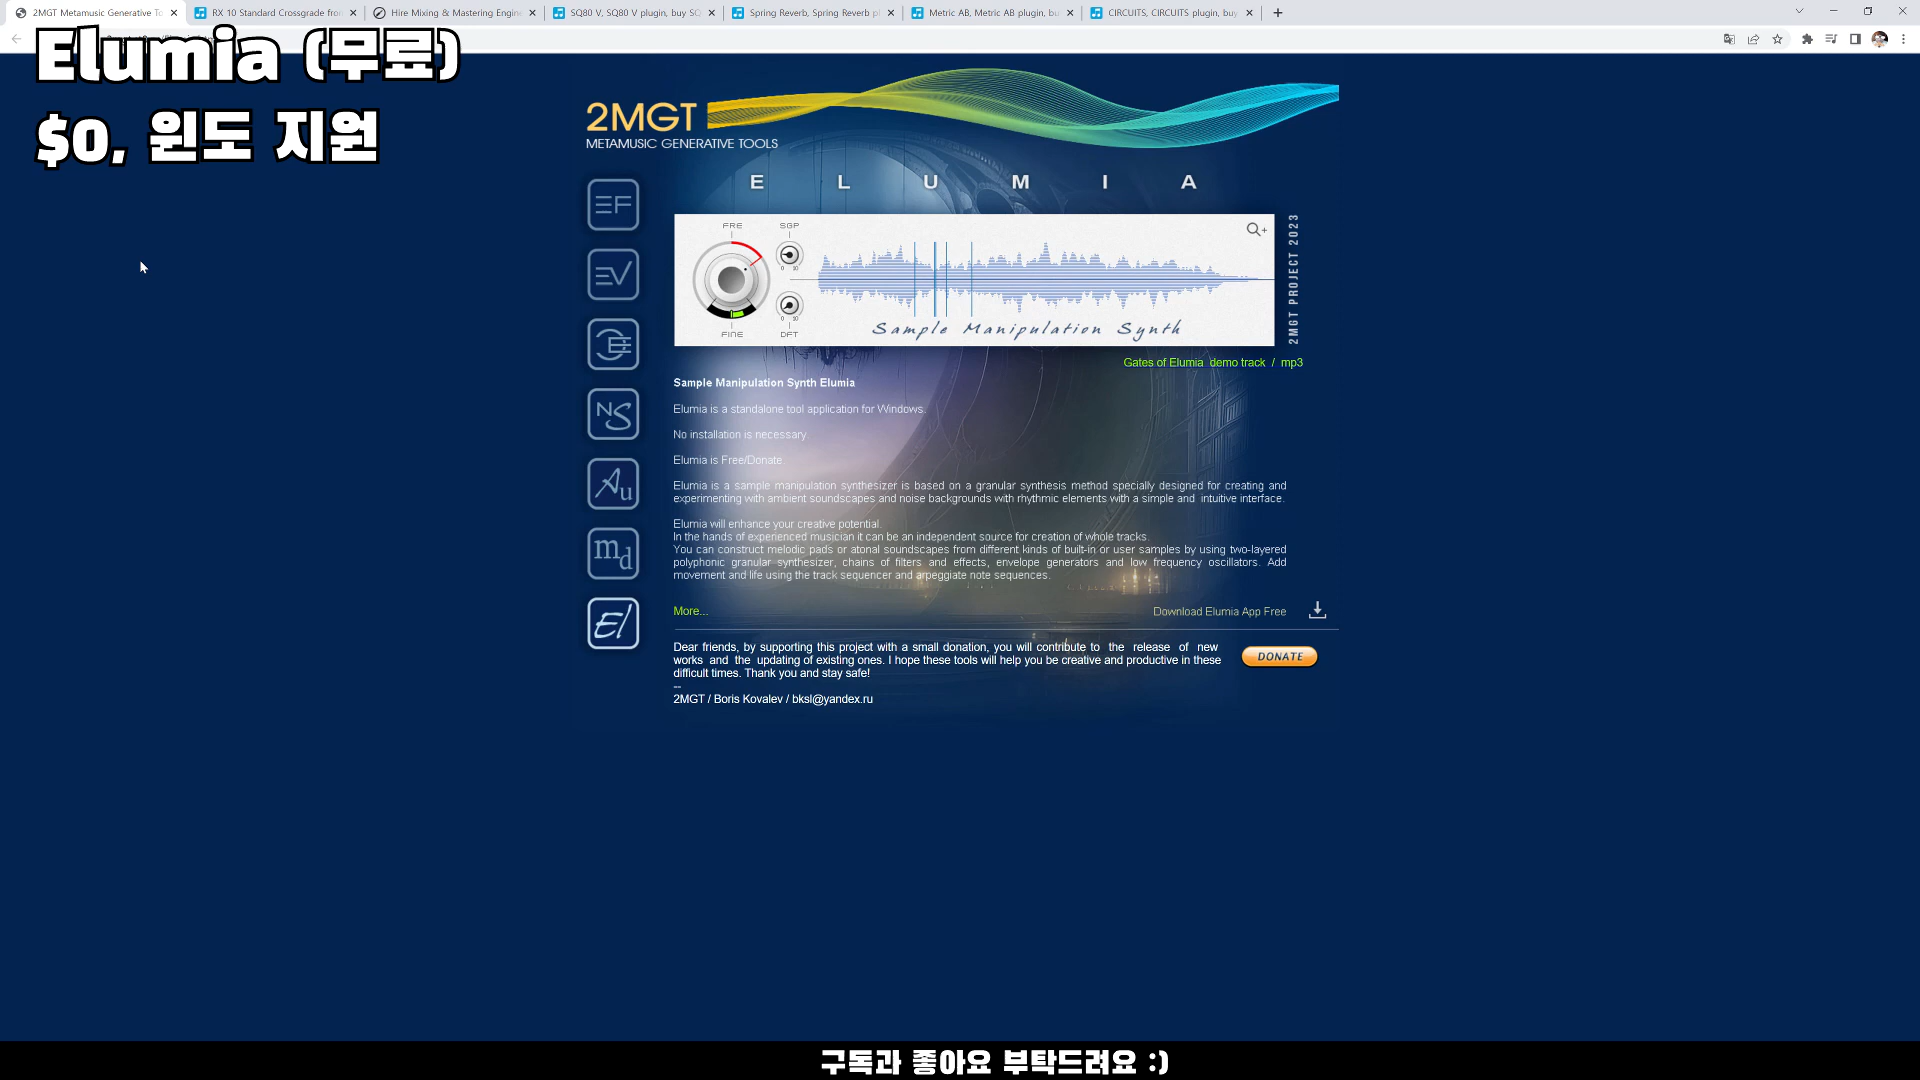 2MGT Metamusic Generative To
RX 10 Standard Crossgrade fro
Hire Mixing & Mastering Engine
SQ80 V, SQ80 V plugin, buy SQ
Spring Reverb, Spring Reverb pl
Metric AB, Metric AB plugin, bu
CIRCUITS, CIRCUITS plugin, buy
Elumia (무료)
$0, 윈도 지원
2MGT
METAMUSIC GENERATIVE TOOLS
E L U M I A
FRE
SGP
0 10
FINE
DFT
0 10
Sample Manipulation Synth
2MGT PROJECT 2023
Gates of Elumia demo track / mp3
Sample Manipulation Synth Elumia
Elumia is a standalone tool application for Windows.
No installation is necessary.
Elumia is Free/Donate.
Elumia is a sample manipulation synthesizer is based on a granular synthesis method specially designed for creating and
experimenting with ambient soundscapes and noise backgrounds with rhythmic elements with a simple and intuitive interface.
Elumia will enhance your creative potential.
In the hands of experienced musician it can be an independent source for creation of whole tracks.
You can construct melodic pads or atonal soundscapes from different kinds of built-in or user samples by using two-layered
polyphonic granular synthesizer, chains of filters and effects, envelope generators and low frequency oscillators. Add
movement and life using the track sequencer and arpeggiate note sequences.
More...
Download Elumia App Free
Dear friends, by supporting this project with a small donation, you will contribute to the release of new
works and the updating of existing ones. I hope these tools will help you be creative and productive in these
difficult times. Thank you and stay safe!
--
2MGT / Boris Kovalev / bksl@yandex.ru
DONATE
EF
EV
E
NS
Au
md
El
구독과 좋아요 부탁드려요 :)